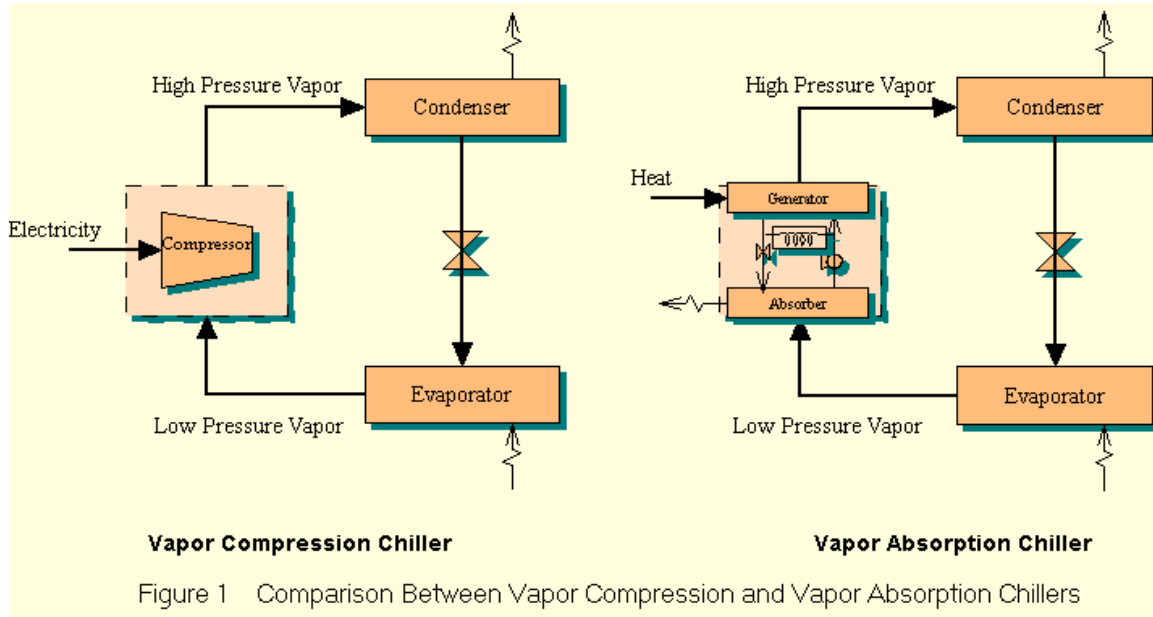 High Pressure Vapor
Condenser
Electricity
Compressor
Evaporator
Low Pressure Vapor
Vapor Compression Chiller
High Pressure Vapor
Condenser
Heat
Generator
Absorber
Evaporator
Low Pressure Vapor
Vapor Absorption Chiller
Figure 1 Comparison Between Vapor Compression and Vapor Absorption Chillers